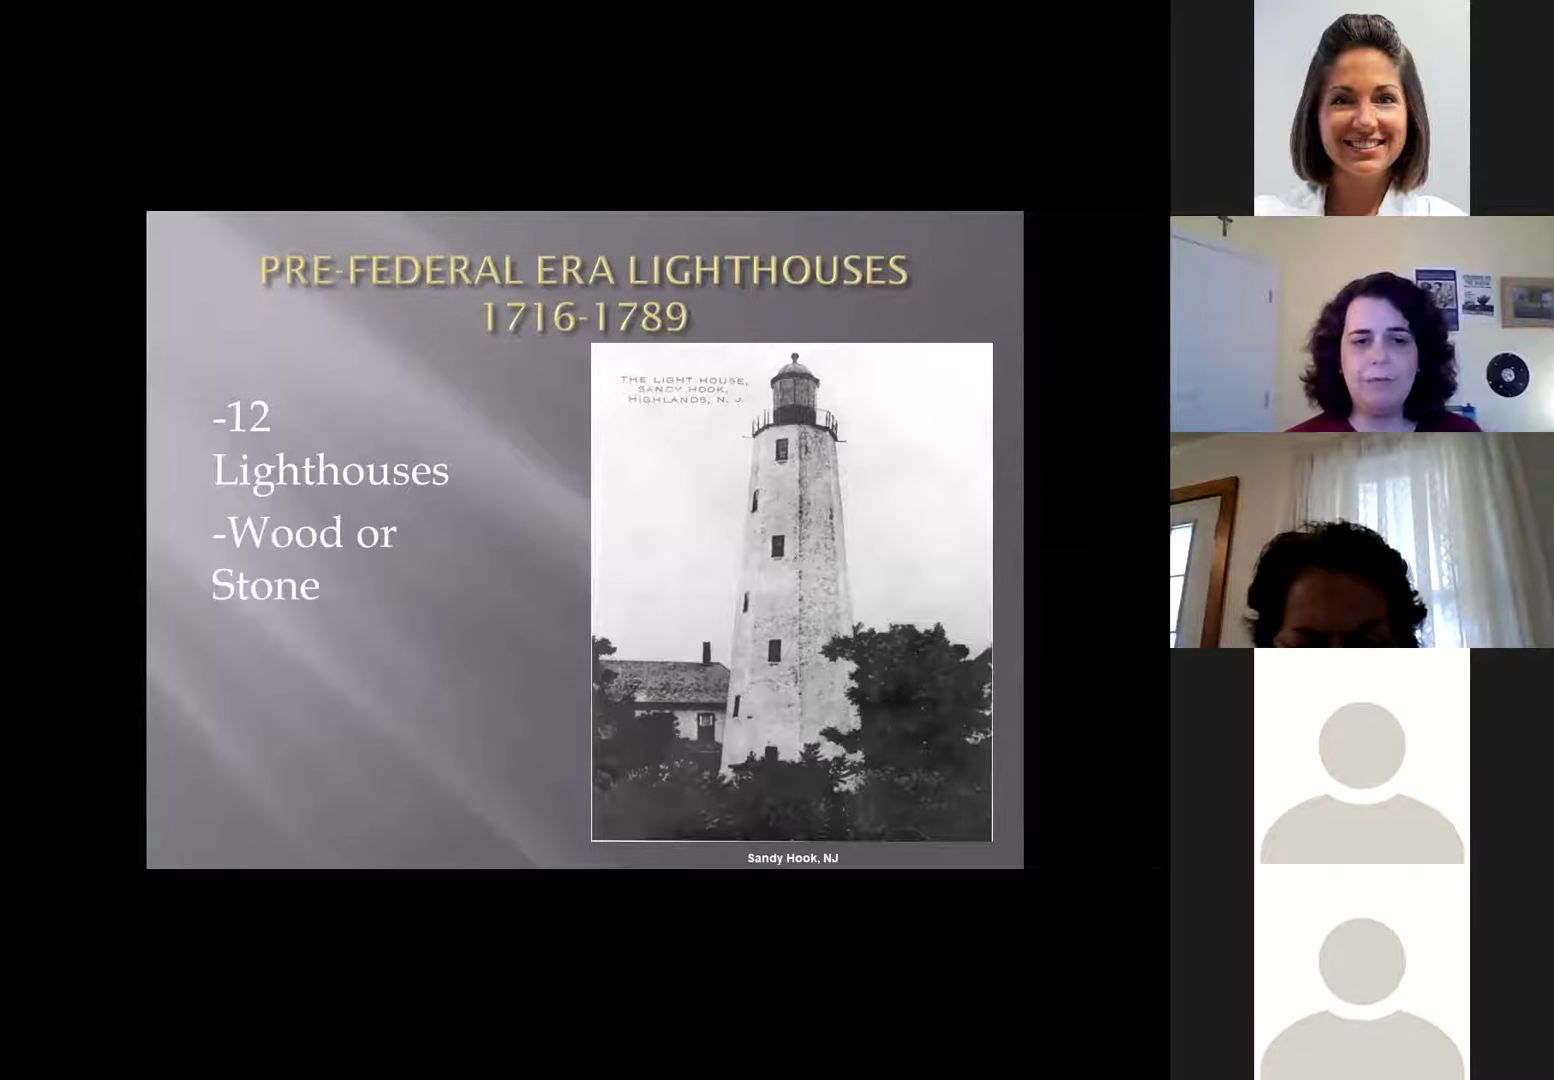 PRE-FEDERAL ERA LIGHTHOUSES
1716-1789
-12
Lighthouses
-Wood or
Stone
THE LIGHT HOUSE,
SANDY HOOK,
HIGHLANDS, N. J.
Sandy Hook, NJ